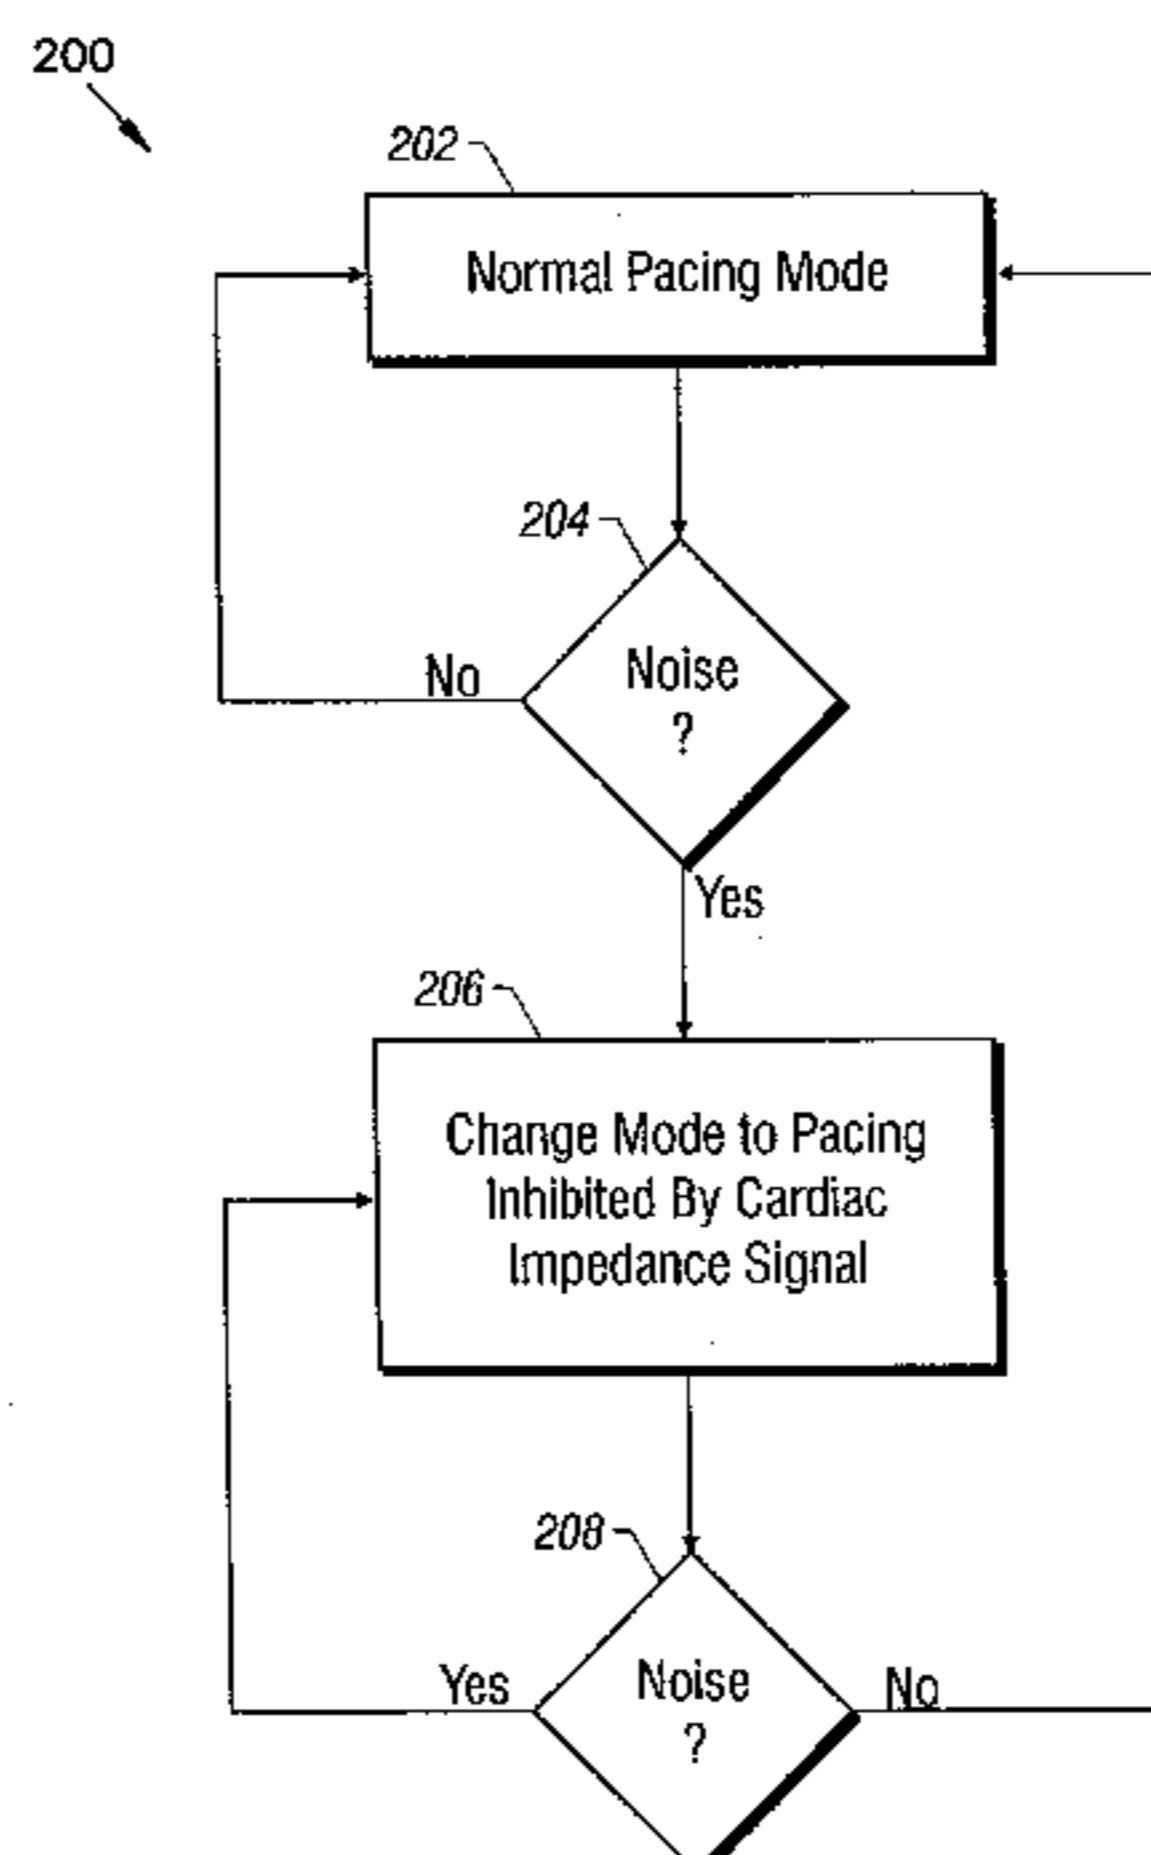 200
202
Normal Pacing Mode
204
Noise
?
No
Yes
206
Change Mode to Pacing
Inhibited By Cardiac
Impedance Signal
208
Noise
?
Yes
No